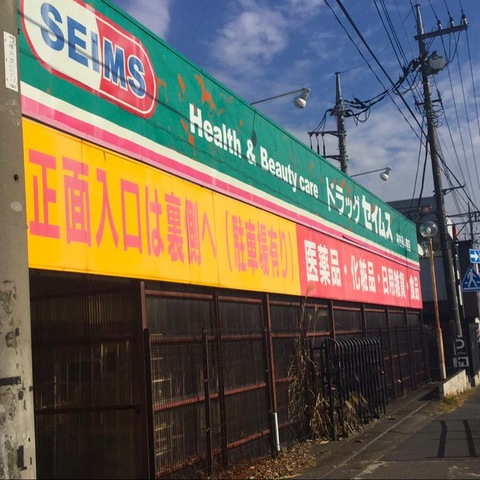 SEIMS
Health & Beauty care ドラッグセイムス
正面入口は裏側へ（駐車場有り）
医薬品・化粧品・日用雑貨・食品
P